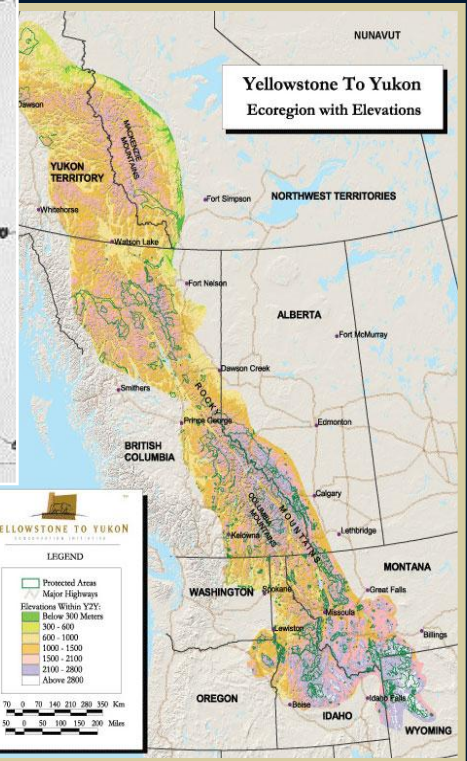 NUNAVUT
Yellowstone To Yukon
Ecoregion with Elevations
Dawson
MACKENZIE
MOUNTAINS
YUKON
TERRITORY
Fort Simpson
NORTHWEST TERRITORIES
Whitehorse
Watson Lake
Fort Nelson
ALBERTA
Fort McMurray
Dawson Creek
Smithers
ROCKY
Prince George
Edmonton
BRITISH
COLUMBIA
Calgary
COLUMBIA
MOUNTAINS
MOUNTAINS
Kelowna
Lethbridge
MONTANA
WASHINGTON
Spokane
Great Falls
Missoula
Lewiston
Billings
OREGON
Boise
IDAHO
Idaho Falls
WYOMING
ELLOWSTONE TO YUKON
CONSERVATION INITIATIVE
LEGEND
Protected Areas
Major Highways
Elevations Within Y2Y:
Below 300 Meters
300 - 600
600 - 1000
1000 - 1500
1500 - 2100
2100 - 2800
Above 2800
70 0 70 140 210 280 350 Km
50 0 50 100 150 200 Miles